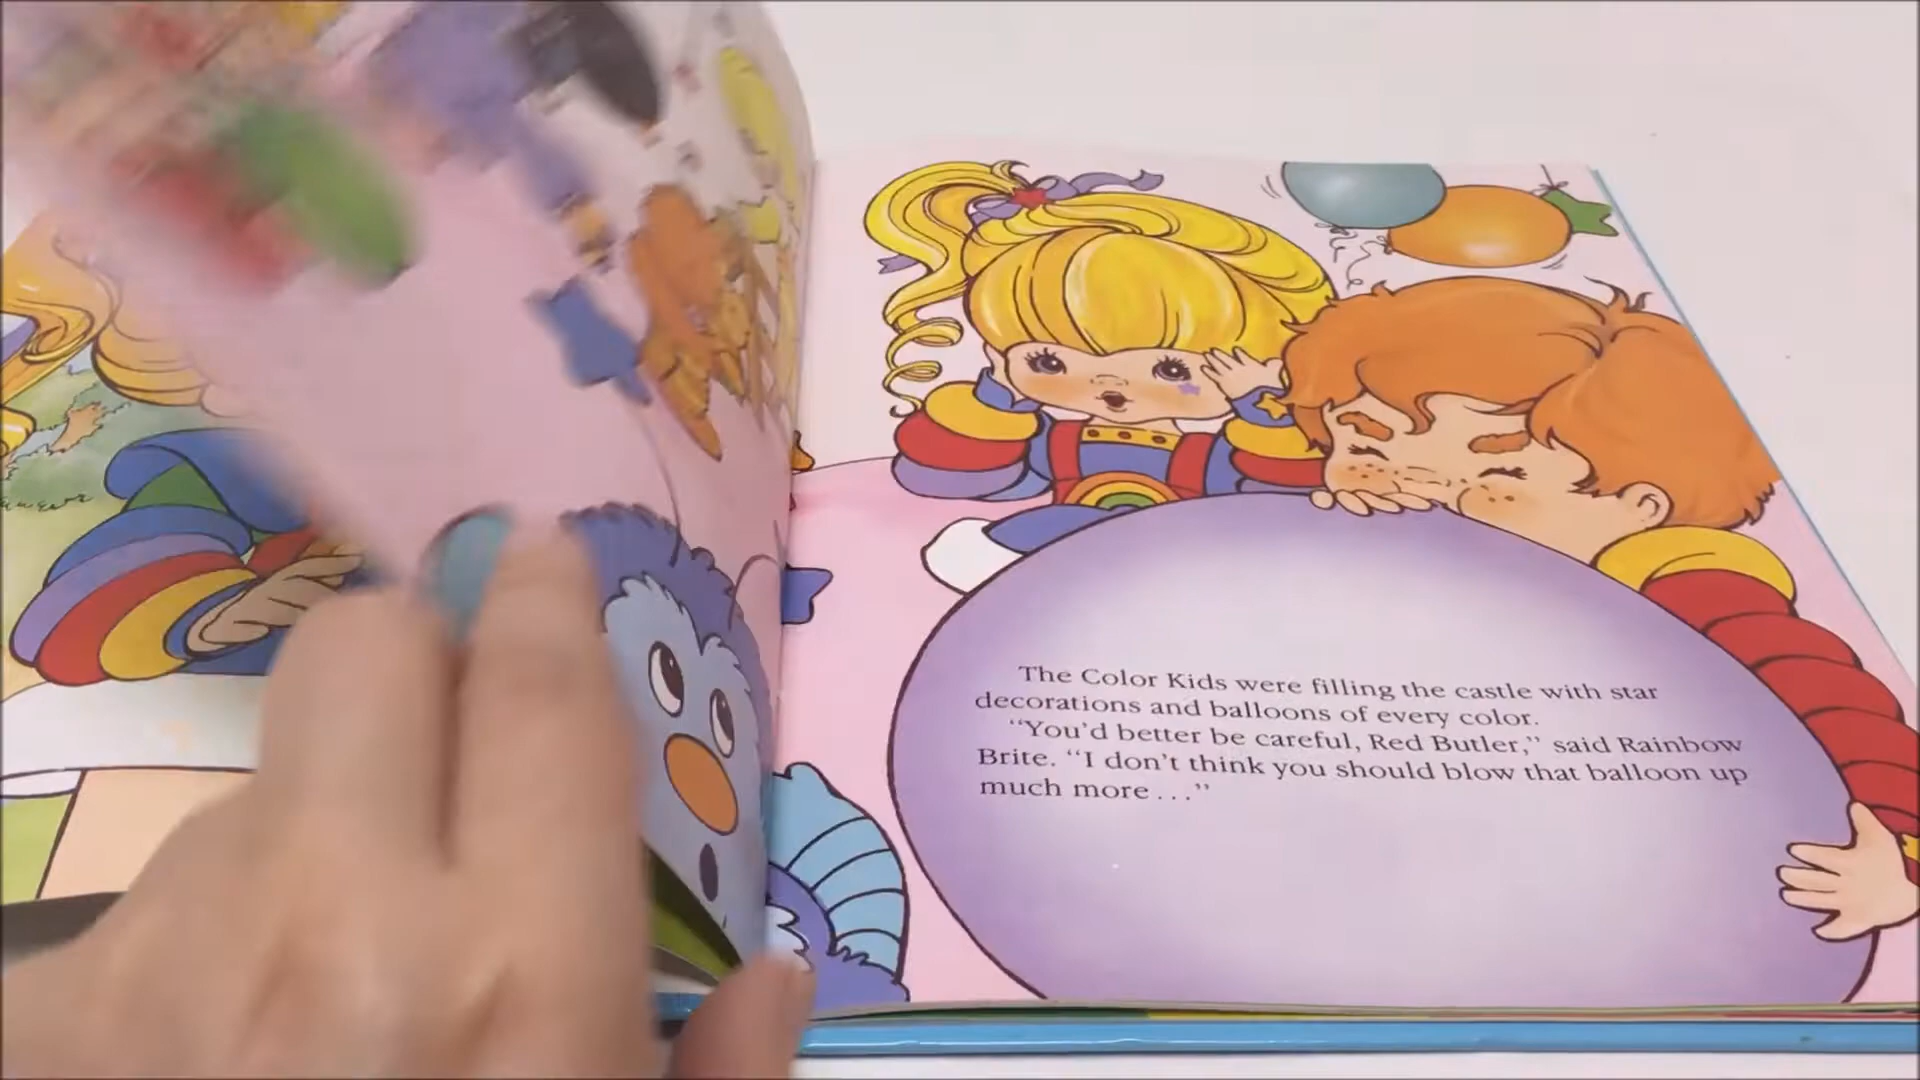 The Color Kids were filling the castle with star
decorations and balloons of every color.
“You’d better be careful, Red Butler,” said Rainbow
Brite. “I don’t think you should blow that balloon up
much more . . .”